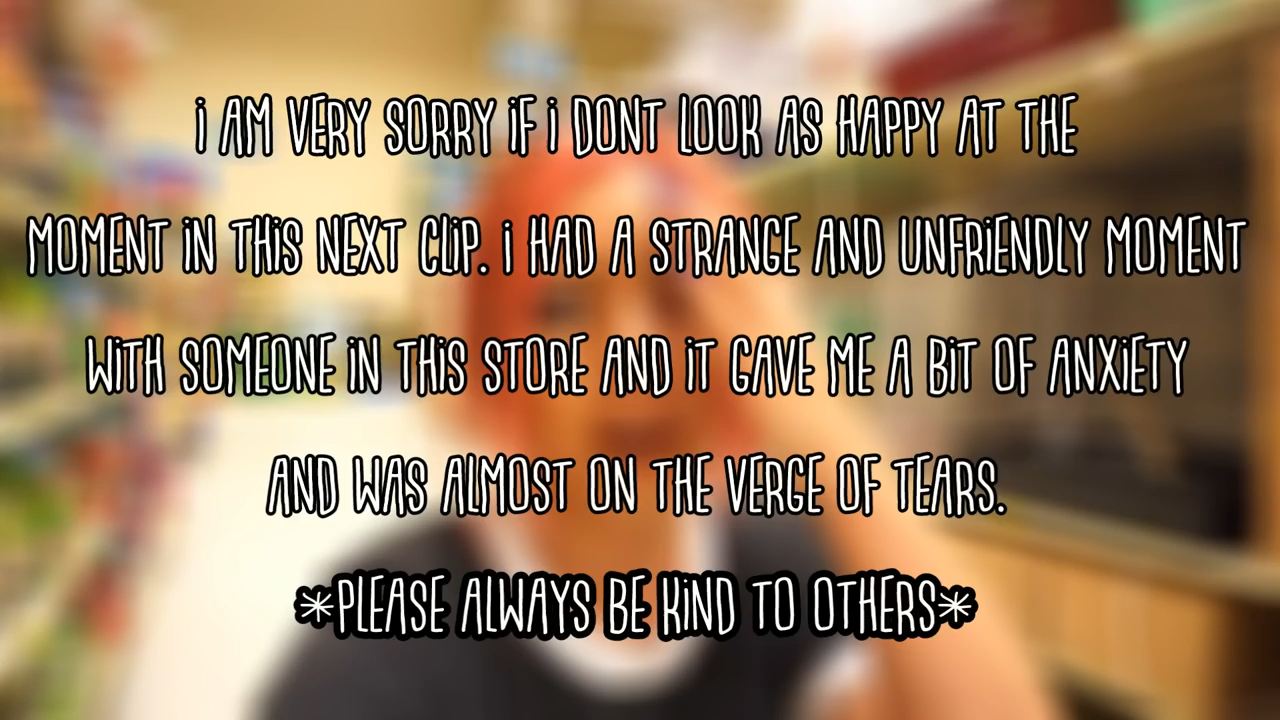 i AM VERY SORRY iF i DONT LOOK AS HAPPY AT THE
MOMENT iN THiS NEXT CLiP. i HAD A STRANGE AND UNFRiENDLY MOMENT
WiTH SOMEONE iN THiS STORE AND iT GAVE ME A BiT OF ANXiETY
AND WAS ALMOST ON THE VERGE OF TEARS.
*PLEASE ALWAYS BE KiND TO OTHERS*